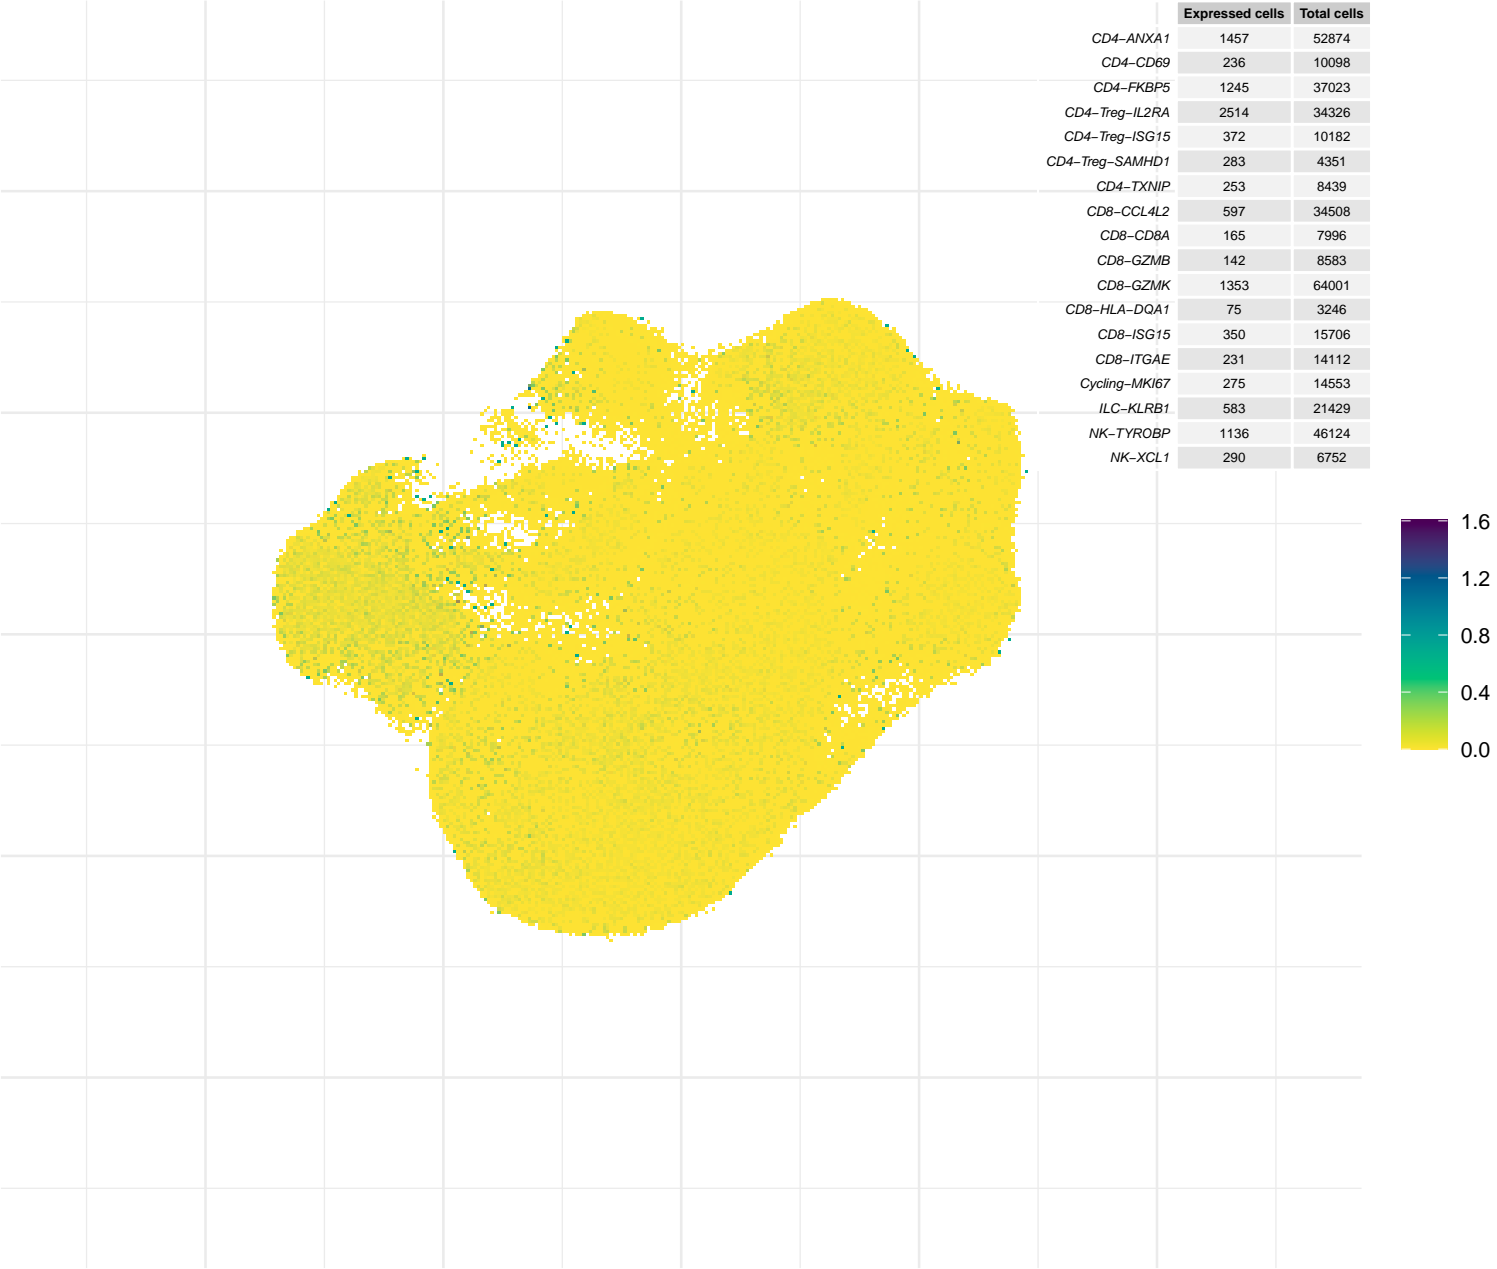 Expressed cells Total cells
CD4−ANXA1 1457 52874
CD4−CD69 236 10098
CD4−FKBP5 1245 37023
CD4−Treg−IL2RA 2514 34326
CD4−Treg−ISG15 372 10182
CD4−Treg−SAMHD1 283 4351
CD4−TXNIP 253 8439
CD8−CCL4L2 597 34508
CD8−CD8A 165 7996
CD8−GZMB 142 8583
CD8−GZMK 1353 64001
CD8−HLA−DQA1 75 3246
CD8−ISG15 350 15706
CD8−ITGAE 231 14112
Cycling−MKI67 275 14553
ILC−KLRB1 583 21429
NK−TYROBP 1136 46124
NK−XCL1 290 6752
1.6
1.2
0.8
0.4
0.0